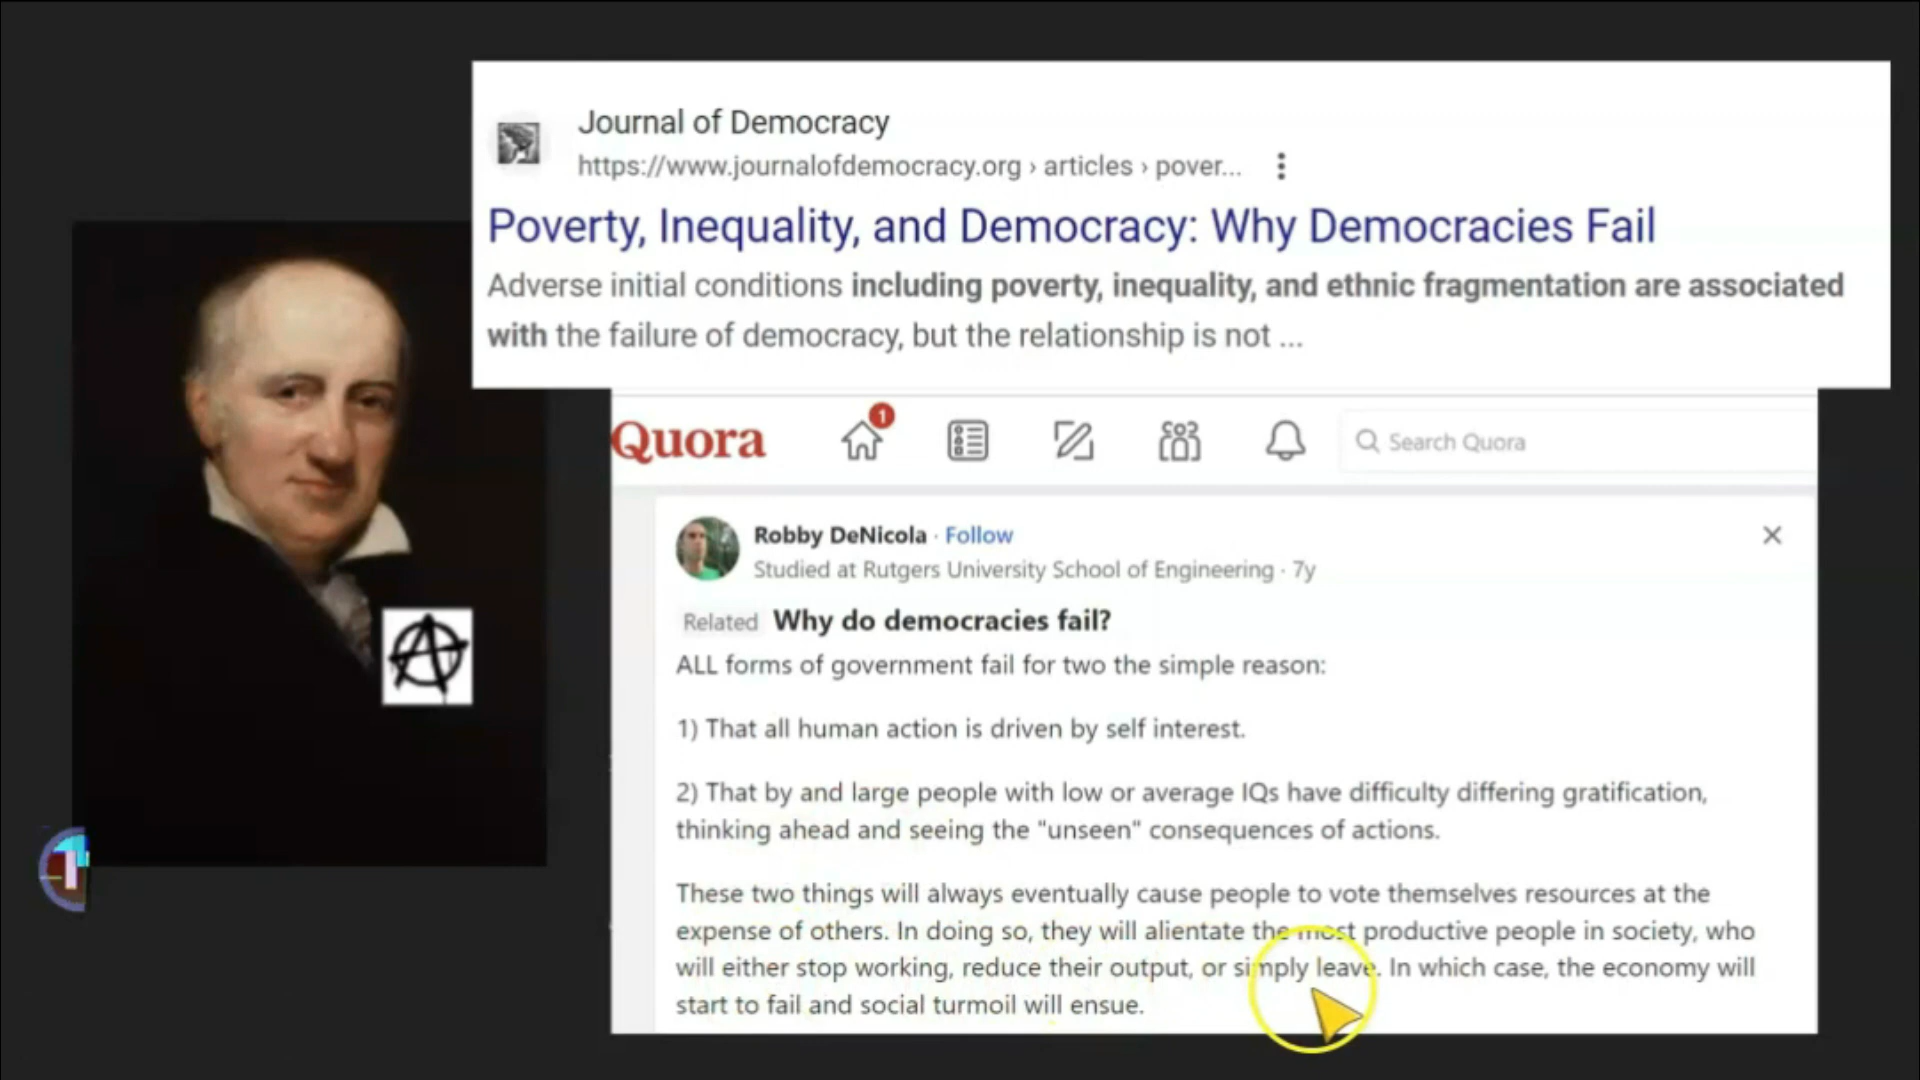 Journal of Democracy
https://www.journalofdemocracy.org › articles › pover...
Poverty, Inequality, and Democracy: Why Democracies Fail
Adverse initial conditions including poverty, inequality, and ethnic fragmentation are associated
with the failure of democracy, but the relationship is not ...
Quora
1
Search Quora
Robby DeNicola · Follow
Studied at Rutgers University School of Engineering · 7y
Related Why do democracies fail?
ALL forms of government fail for two the simple reason:
1) That all human action is driven by self interest.
2) That by and large people with low or average IQs have difficulty differing gratification,
thinking ahead and seeing the "unseen" consequences of actions.
These two things will always eventually cause people to vote themselves resources at the
expense of others. In doing so, they will alientate the most productive people in society, who
will either stop working, reduce their output, or simply leave. In which case, the economy will
start to fail and social turmoil will ensue.